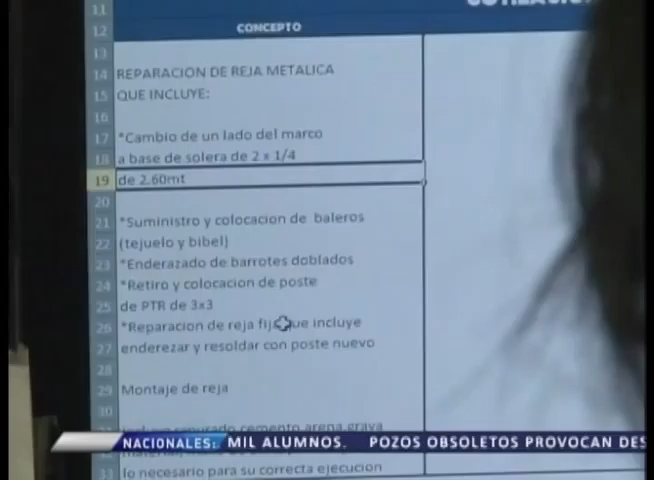 11
12 CONCEPTO
13
14 REPARACION DE REJA METALICA
15 QUE INCLUYE:
16
17 *Cambio de un lado del marco
18 a base de solera de 2 x 1/4
19 de 2.60mt
20
21 *Suministro y colocacion de baleros
22 (tejuelo y bibel)
23 *Enderazado de barrotes doblados
24 *Retiro y colocacion de poste
25 de PTR de 3x3
26 *Reparacion de reja fija que incluye
27 enderezar y resoldar con poste nuevo
28
29 Montaje de reja
30
cemento arena grava
NACIONALES: MIL ALUMNOS. POZOS OBSOLETOS PROVOCAN DES
33 lo necesario para su correcta ejecucion